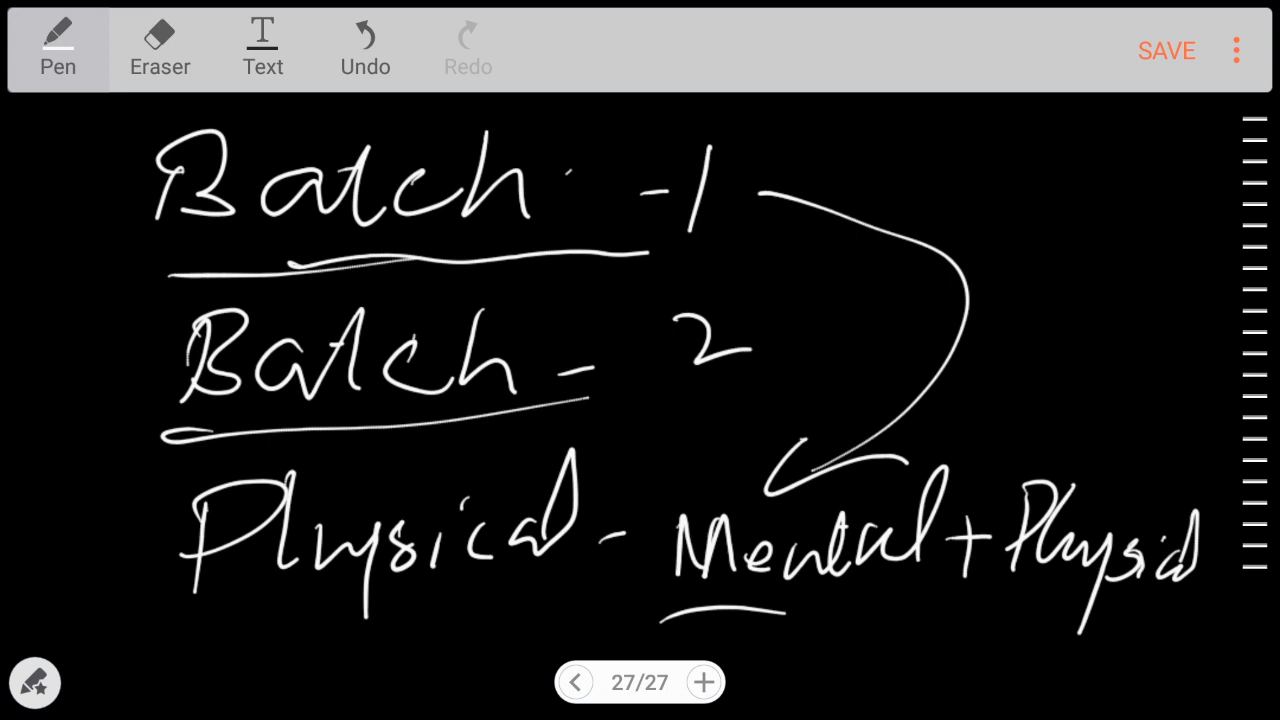 Pen Eraser Text Undo Redo SAVE
Batch - 1
Batch - 2
Physical - Mental + Physical
27/27